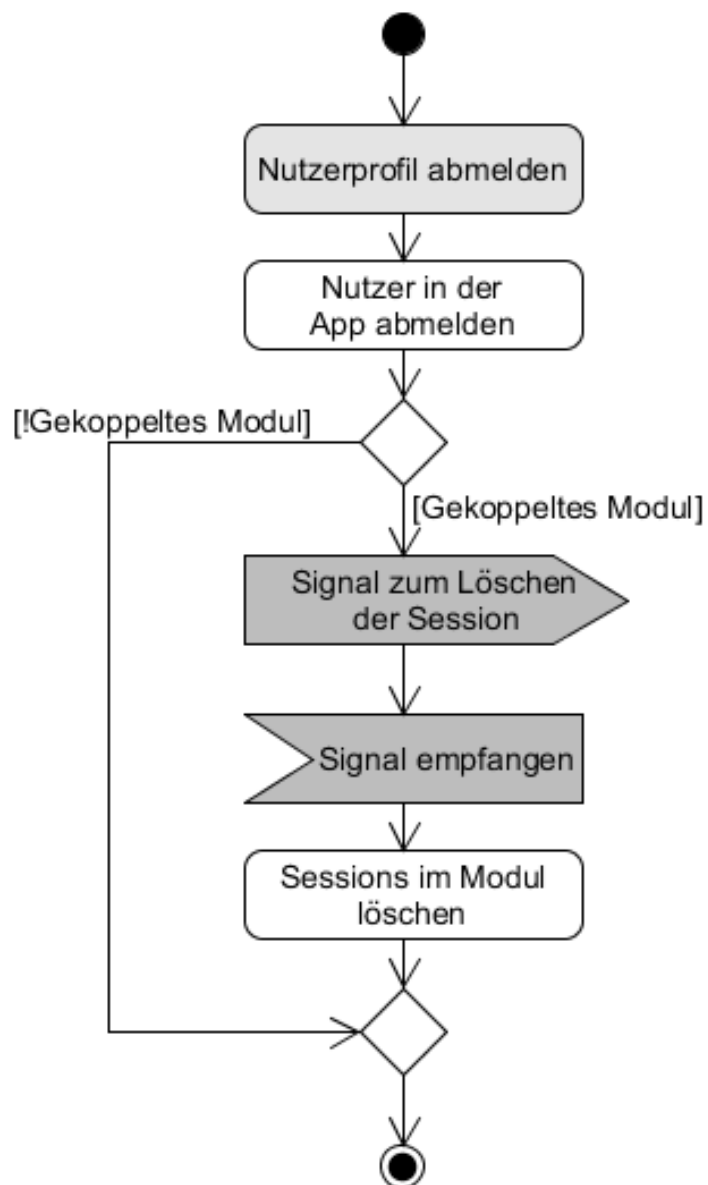 Nutzerprofil abmelden
Nutzer in der
App abmelden
[!Gekoppeltes Modul]
[Gekoppeltes Modul]
Signal zum Löschen
der Session
Signal empfangen
Sessions im Modul
löschen